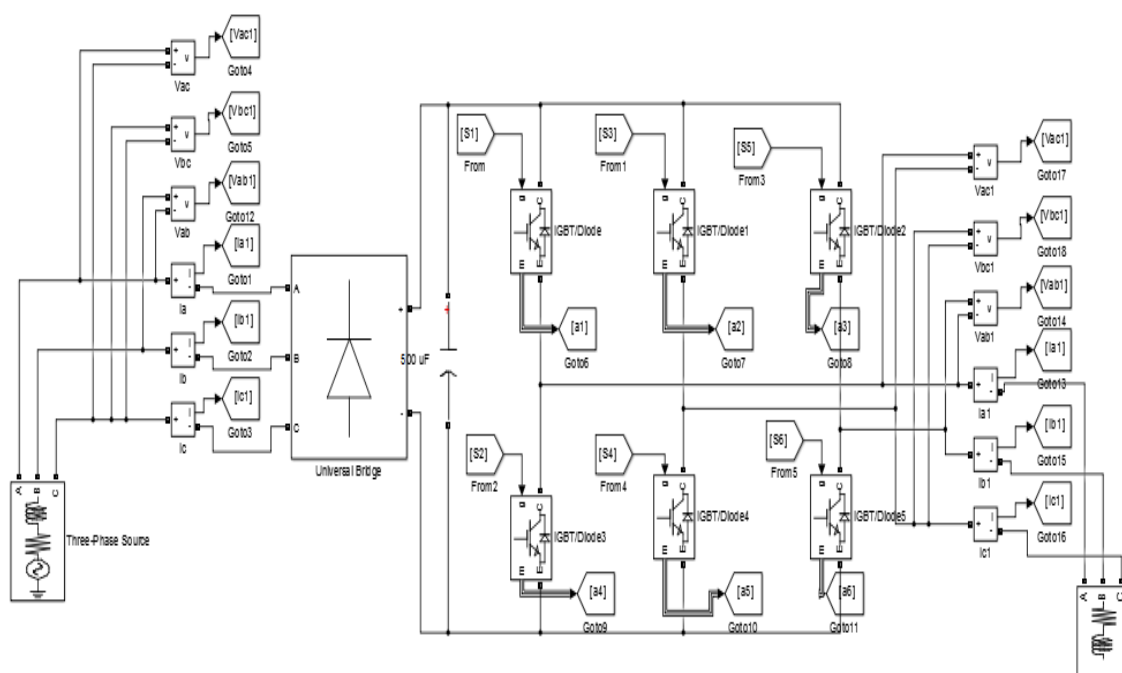 [Vac1]
Goto4
+
-
v
Vac
[Vbc1]
Goto5
+
-
v
Vbc
[Vab1]
Goto12
+
-
v
Vab
[Ia1]
Goto1
+
-
i
Ia
[Ib1]
Goto2
+
-
i
Ib
[Ic1]
Goto3
+
-
i
Ic
A
B
C
Three-Phase Source
A
B
C
+
-
Universal Bridge
+
500 uF
[S1]
From
g
C
m
E
IGBT/Diode
[a1]
Goto6
[S3]
From1
g
C
m
E
IGBT/Diode1
[a2]
Goto7
[S5]
From3
g
C
m
E
IGBT/Diode2
[a3]
Goto8
[S2]
From2
g
C
m
E
IGBT/Diode3
[a4]
Goto9
[S4]
From4
g
C
m
E
IGBT/Diode4
[a5]
Goto10
[S6]
From5
g
C
m
E
IGBT/Diode5
[a6]
Goto11
+
-
v
Vac1
[Vac1]
Goto17
+
-
v
Vbc1
[Vbc1]
Goto18
+
-
v
Vab1
[Vab1]
Goto14
+
-
i
Ia1
[Ia1]
Goto13
+
-
i
Ib1
[Ib1]
Goto15
+
-
i
Ic1
[Ic1]
Goto16
A
B
C